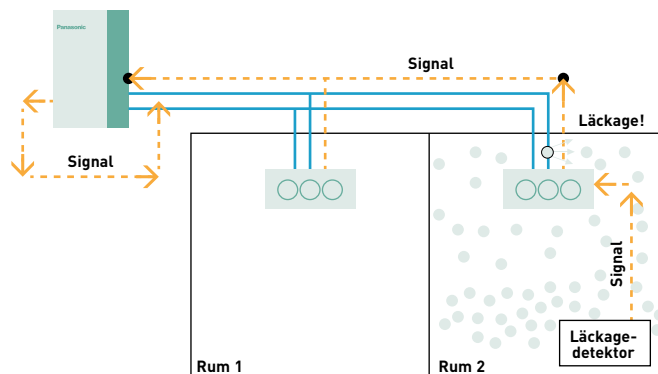 Panasonic
Signal
Läckage!
Signal
Signal
Läckage-
detektor
Rum 1
Rum 2